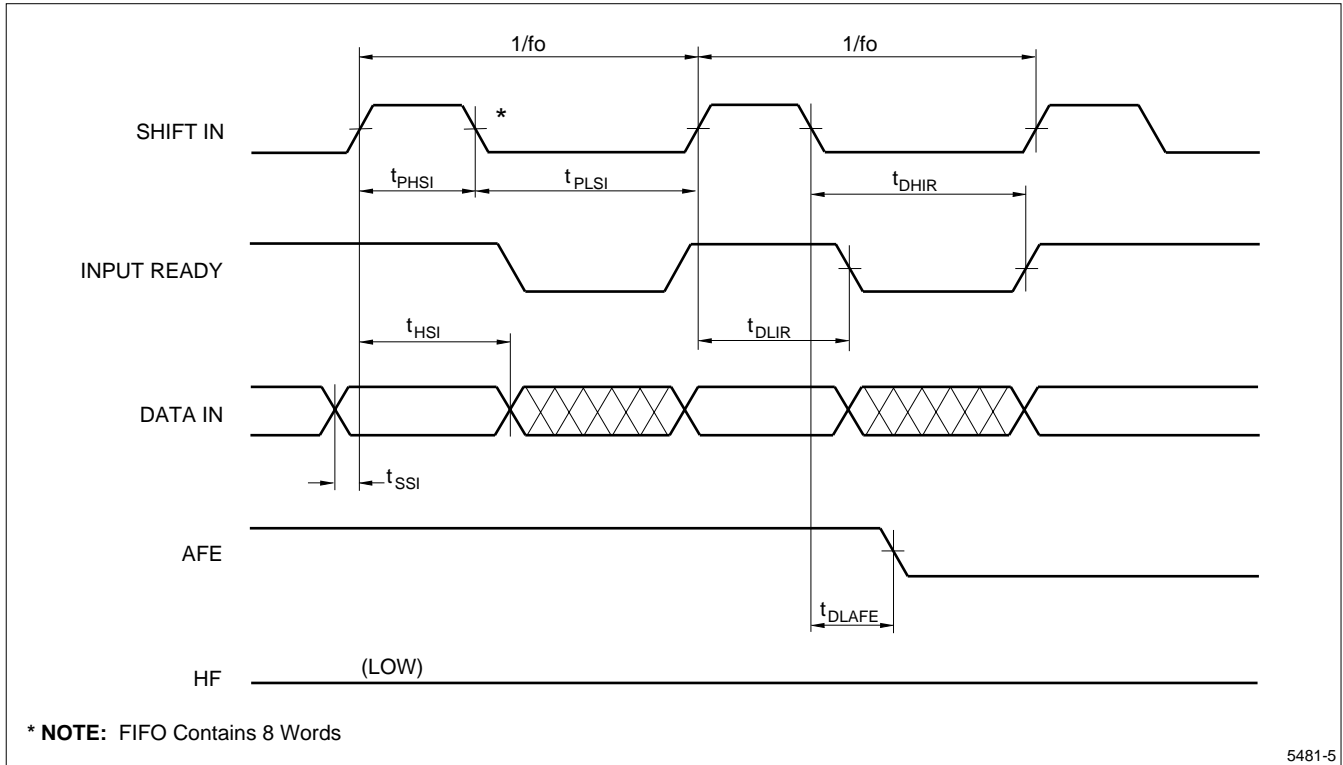 1/fo 1/fo
SHIFT IN
*
tPHSI tPLSI tDHIR
INPUT READY
tHSI tDLIR
DATA IN
tSSI
AFE
tDLAFE
HF (LOW)
* NOTE: FIFO Contains 8 Words
5481-5